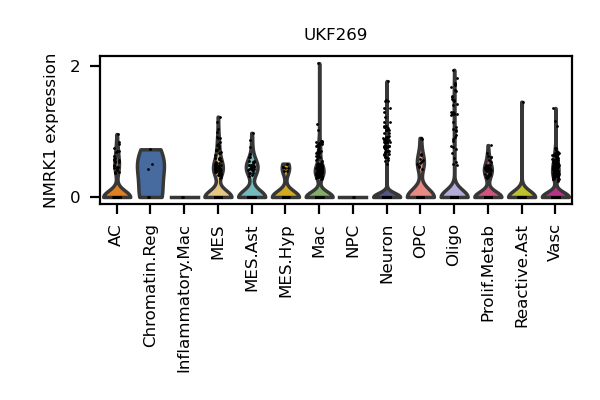 UKF269
NMRK1 expression
2
0
AC
Chromatin.Reg
Inflammatory.Mac
MES
MES.Ast
MES.Hyp
Mac
NPC
Neuron
OPC
Oligo
Prolif.Metab
Reactive.Ast
Vasc